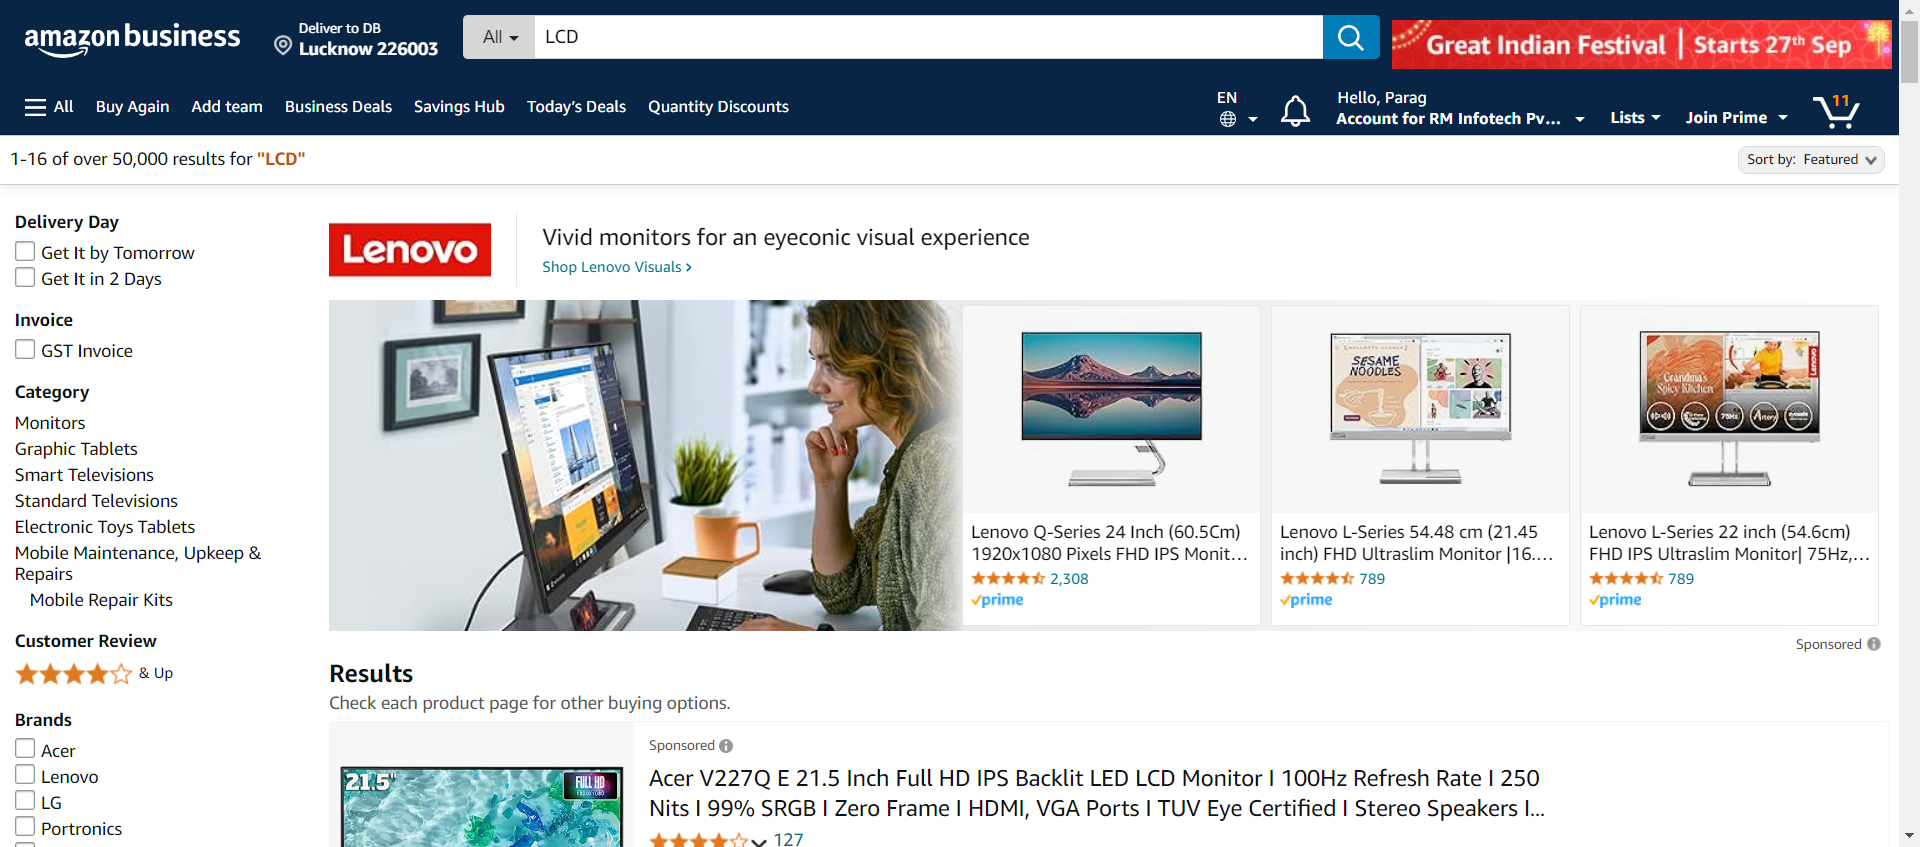 amazon business
Deliver to DB
Lucknow 226003
All
LCD
Great Indian Festival | Starts 27th Sep
All
Buy Again
Add team
Business Deals
Savings Hub
Today's Deals
Quantity Discounts
EN
Hello, Parag
Account for RM Infotech Pv...
Lists
Join Prime
11
1-16 of over 50,000 results for "LCD"
Sort by: Featured
Delivery Day
Get It by Tomorrow
Get It in 2 Days
Invoice
GST Invoice
Category
Monitors
Graphic Tablets
Smart Televisions
Standard Televisions
Electronic Toys Tablets
Mobile Maintenance, Upkeep &
Repairs
Mobile Repair Kits
Customer Review
& Up
Brands
Acer
Lenovo
LG
Portronics
Lenovo
Vivid monitors for an eyeconic visual experience
Shop Lenovo Visuals ›
SESAME
NOODLES
Grandma's
Spicy Kitchen
Lenovo
75Hz
Artery
Lenovo Q-Series 24 Inch (60.5Cm)
1920x1080 Pixels FHD IPS Monit...
2,308
prime
Lenovo L-Series 54.48 cm (21.45
inch) FHD Ultraslim Monitor |16....
789
prime
Lenovo L-Series 22 inch (54.6cm)
FHD IPS Ultraslim Monitor| 75Hz,...
789
prime
Sponsored
Results
Check each product page for other buying options.
21.5"
FULL HD
Sponsored
Acer V227Q E 21.5 Inch Full HD IPS Backlit LED LCD Monitor I 100Hz Refresh Rate I 250
Nits I 99% SRGB I Zero Frame I HDMI, VGA Ports I TUV Eye Certified I Stereo Speakers I...
127